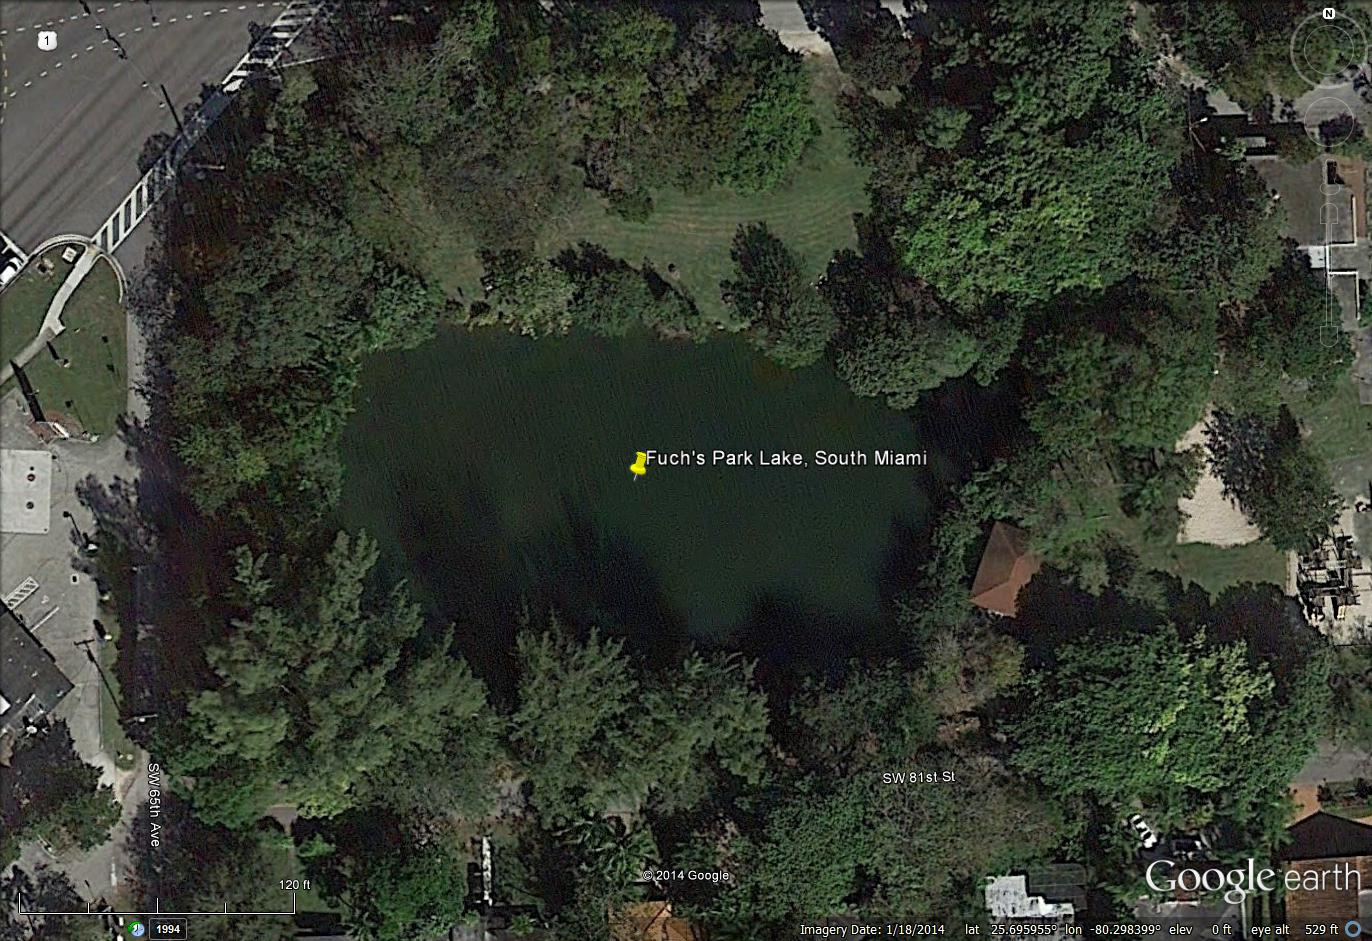 N
1
Fuch's Park Lake, South Miami
SW 81st St
SW 65th Ave
© 2014 Google
Google earth
120 ft
1994
Imagery Date: 1/18/2014 lat 25.695955° lon -80.298399° elev 0 ft eye alt 529 ft